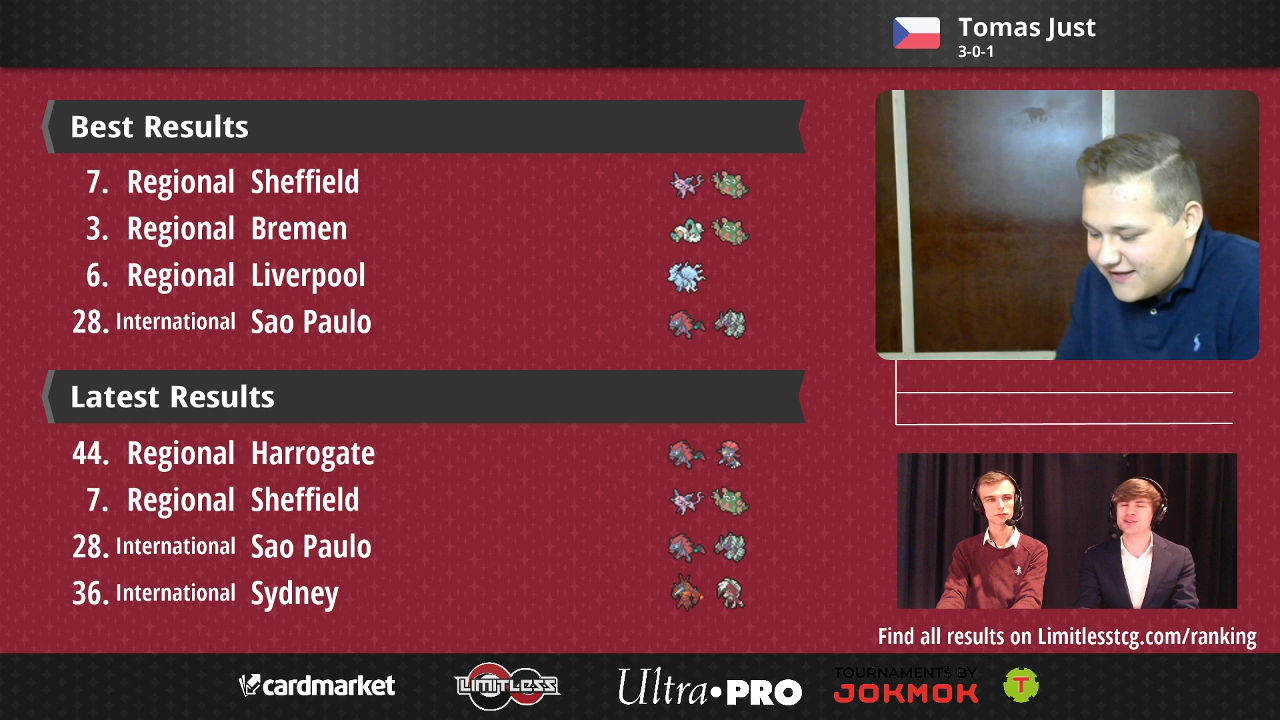 Tomas Just
3-0-1
Best Results
7. Regional Sheffield
3. Regional Bremen
6. Regional Liverpool
28. International Sao Paulo
Latest Results
44. Regional Harrogate
7. Regional Sheffield
28. International Sao Paulo
36. International Sydney
Find all results on Limitlesstcg.com/ranking
cardmarket
LIMITLESS
Ultra•PRO
TOURNAMENTS BY
JOKMOK
T